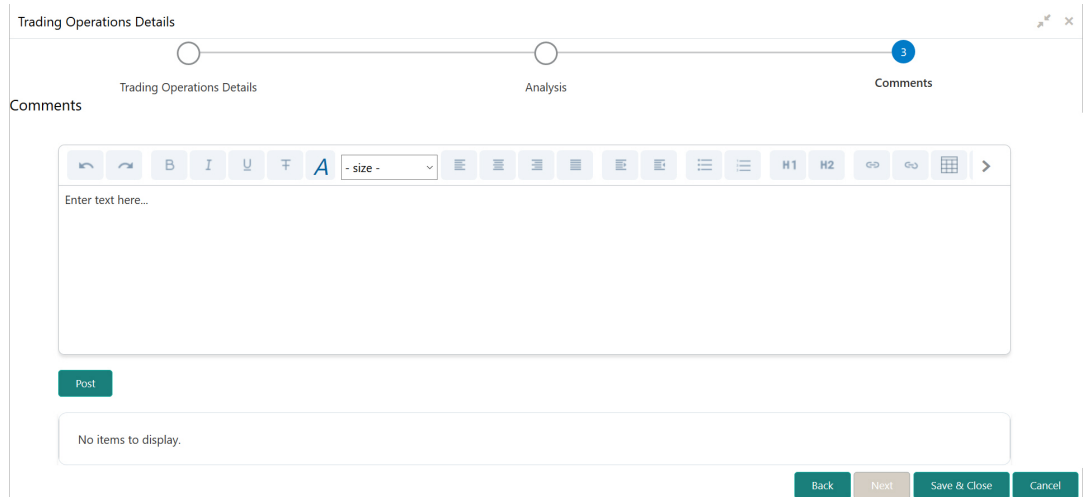 Trading Operations Details
3
Trading Operations Details Analysis Comments
Comments
B I U T A - size - H1 H2
Enter text here...
Post
No items to display.
Back Next Save & Close Cancel